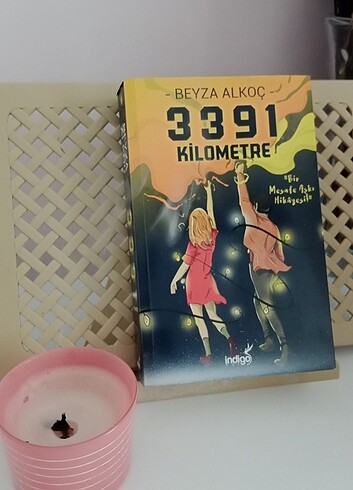 - BEYZA ALKOÇ -
3391
KİLOMETRE
"Bir
Mesafe Aşkı
Hikâyesi!"
indigo